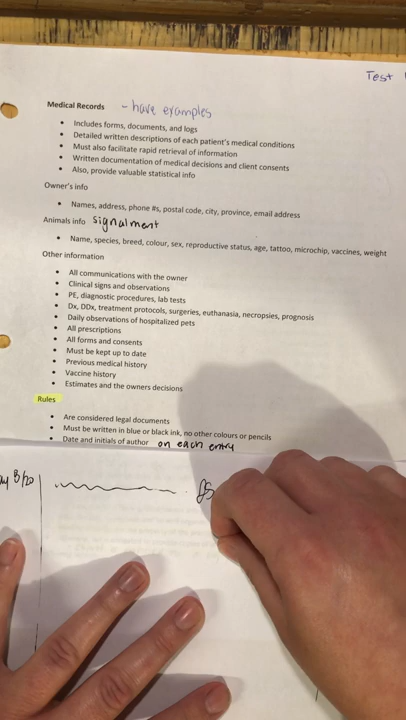 Test
Medical Records - have examples
• Includes forms, documents, and logs
• Detailed written descriptions of each patient's medical conditions
• Must also facilitate rapid retrieval of information
• Written documentation of medical decisions and client consents
• Also, provide valuable statistical info
Owner's info
• Names, address, phone #s, postal code, city, province, email address
Animals info signalment
• Name, species, breed, colour, sex, reproductive status, age, tattoo, microchip, vaccines, weight
Other information
• All communications with the owner
• Clinical signs and observations
• PE, diagnostic procedures, lab tests
• Dx, DDx, treatment protocols, surgeries, euthanasia, necropsies, prognosis
• Daily observations of hospitalized pets
• All prescriptions
• All forms and consents
• Must be kept up to date
• Previous medical history
• Vaccine history
• Estimates and the owners decisions
Rules
• Are considered legal documents
• Must be written in blue or black ink, no other colours or pencils
• Date and initials of author on each entry
8/20